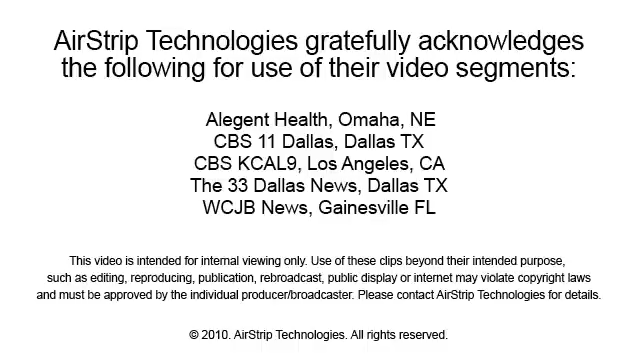 AirStrip Technologies gratefully acknowledges
the following for use of their video segments:
Alegent Health, Omaha, NE
CBS 11 Dallas, Dallas TX
CBS KCAL9, Los Angeles, CA
The 33 Dallas News, Dallas TX
WCJB News, Gainesville FL
This video is intended for internal viewing only. Use of these clips beyond their intended purpose,
such as editing, reproducing, publication, rebroadcast, public display or internet may violate copyright laws
and must be approved by the individual producer/broadcaster. Please contact AirStrip Technologies for details.
© 2010. AirStrip Technologies. All rights reserved.